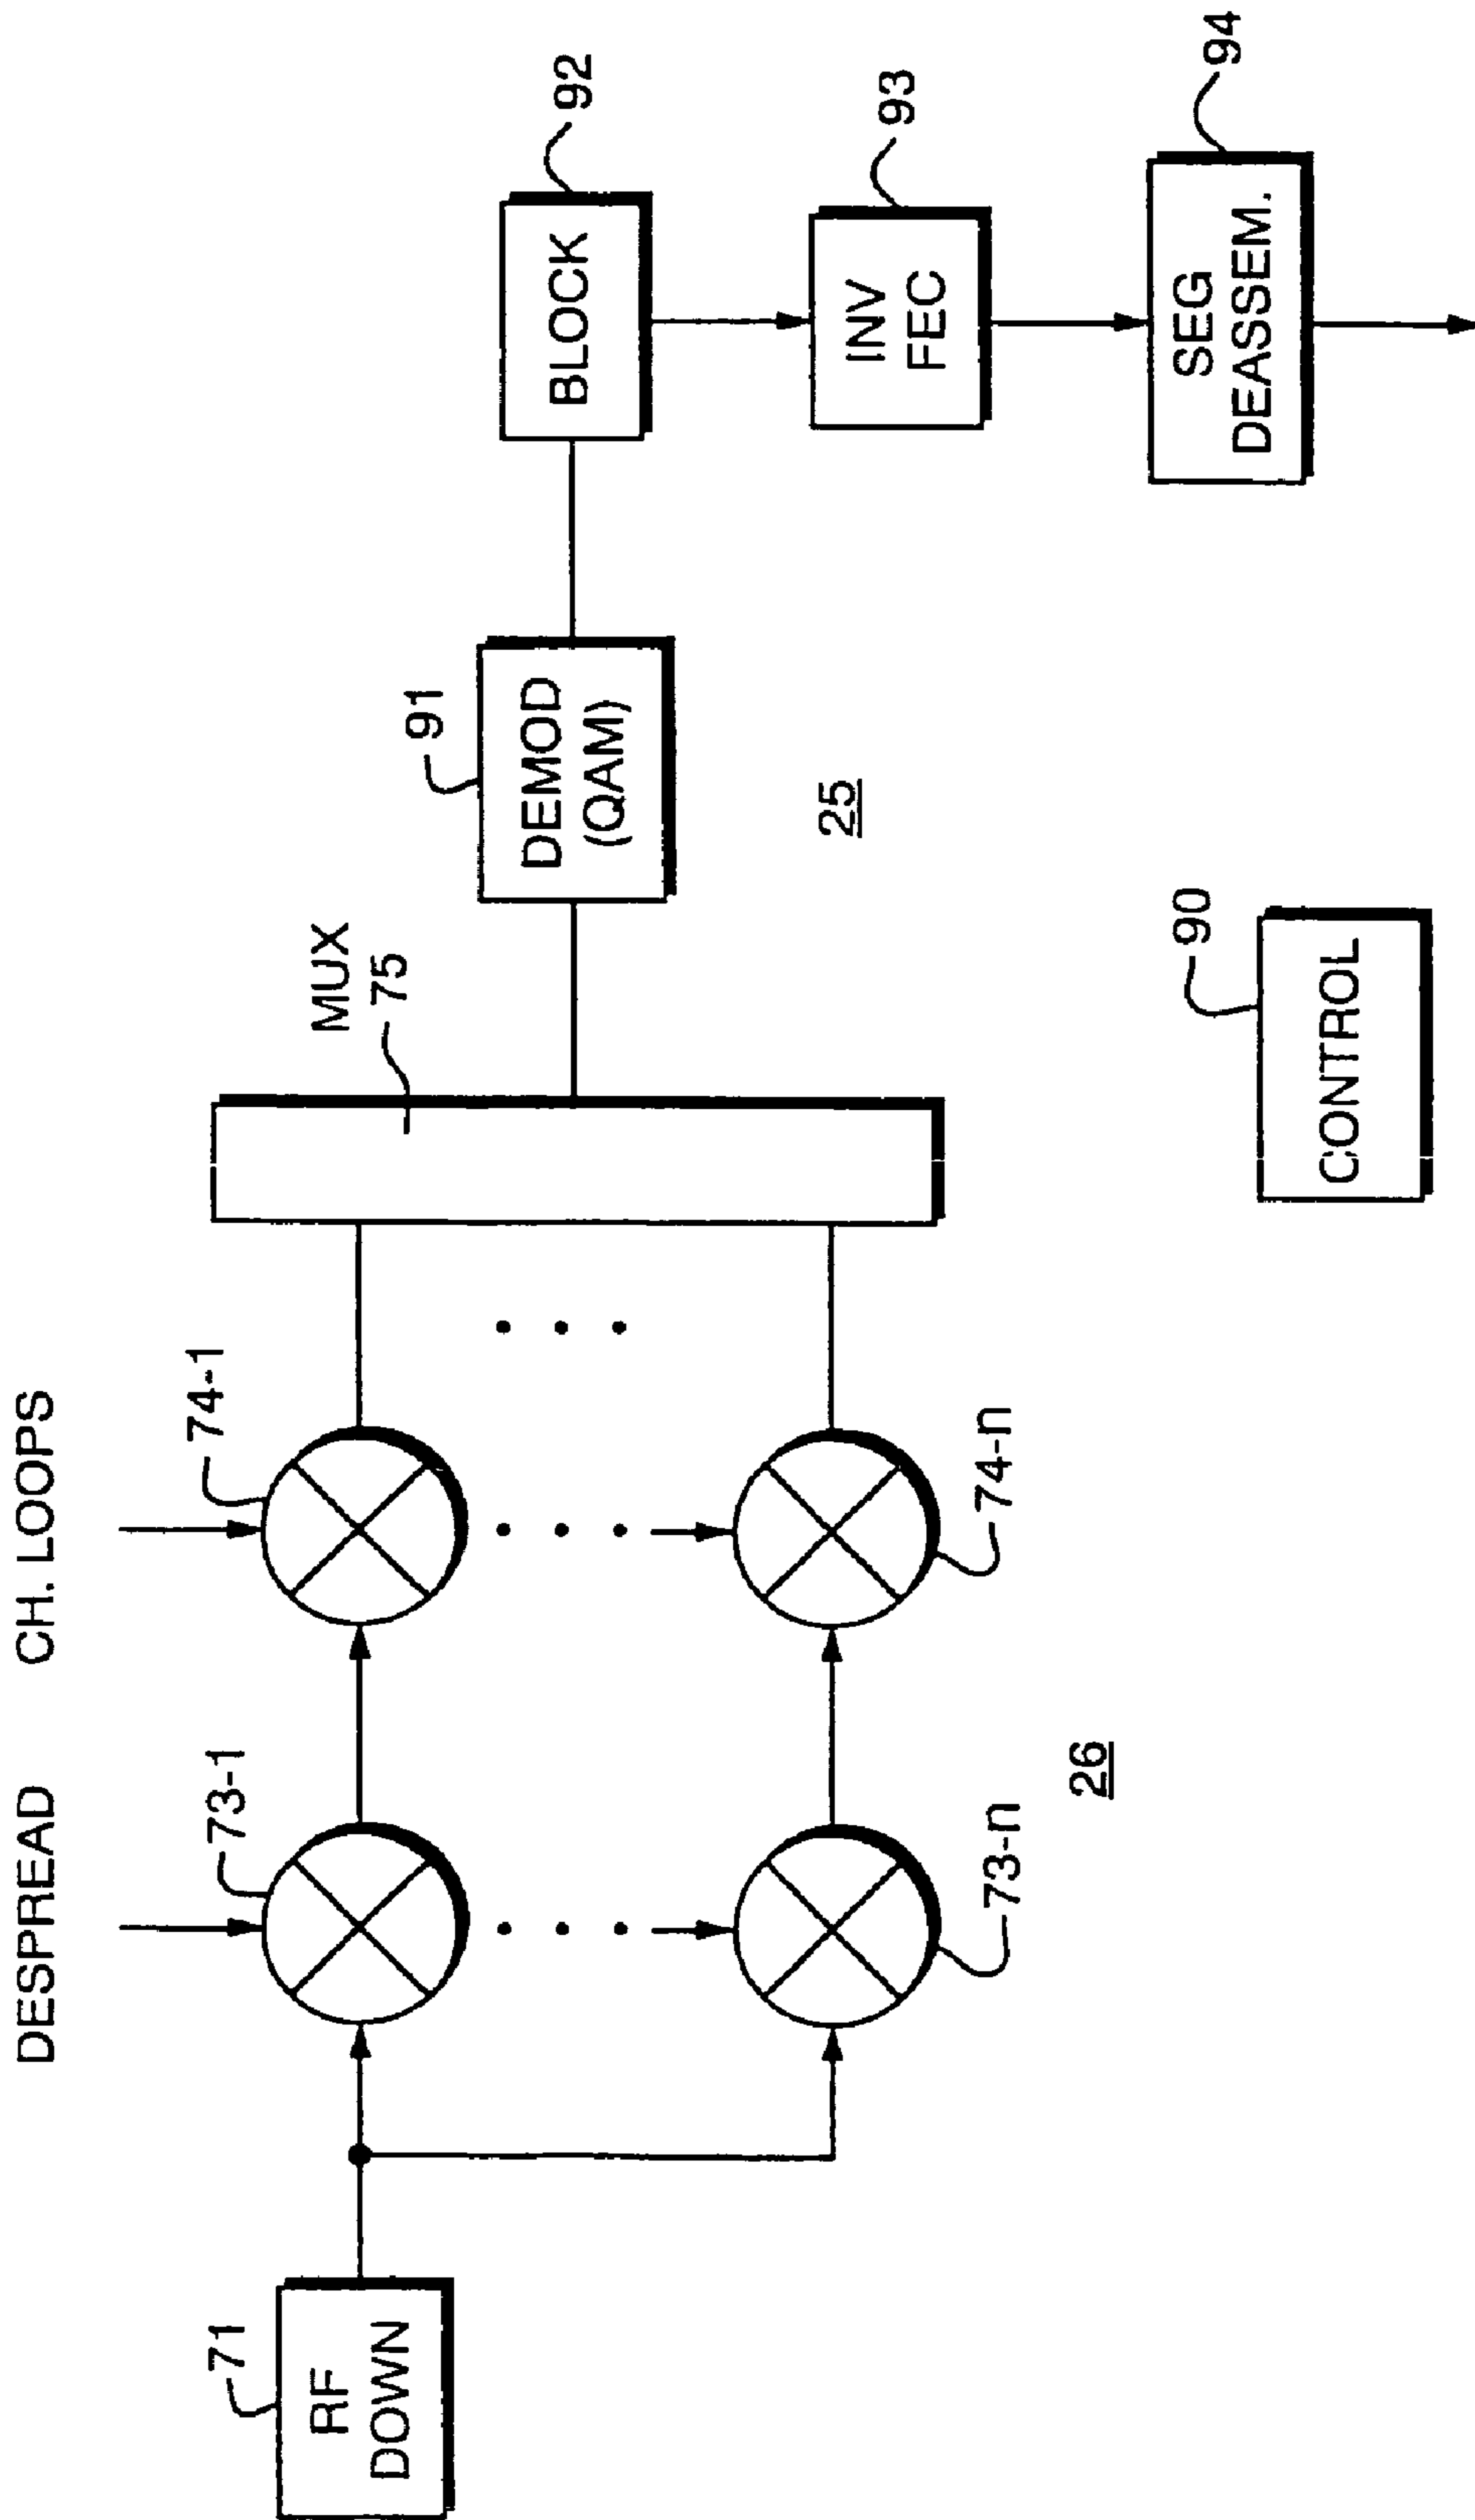 DESPREAD
CH. LOOPS
71
RF
DOWN
73-1
74-1
73-n
74-n
26
MUX
75
91
DEMOD
(QAM)
25
92
BLOCK
93
INV
FEC
94
SEG
DEASSEM.
90
CONTROL